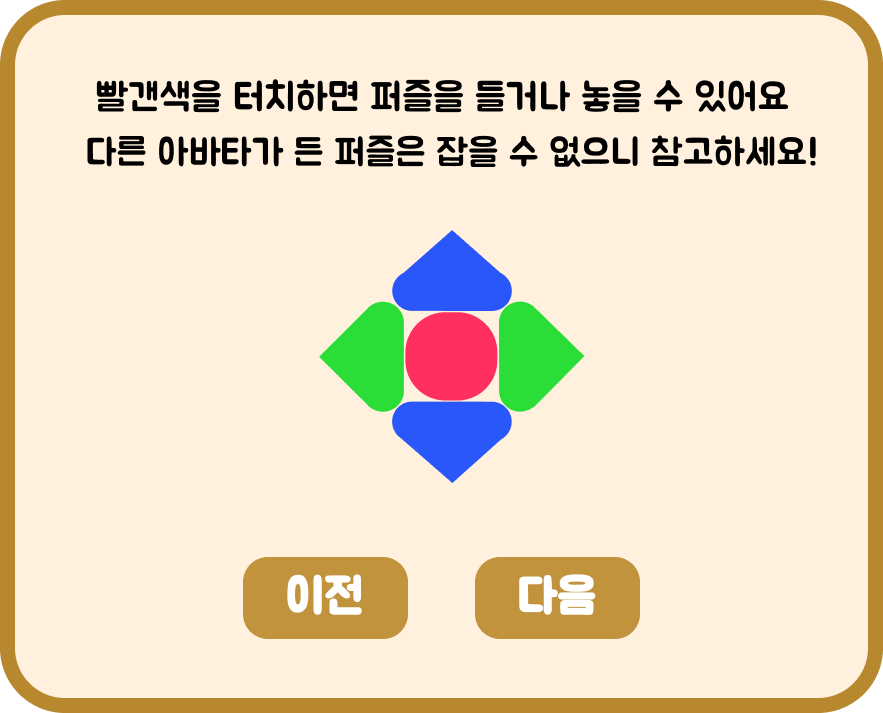 빨갠색을 터치하면 퍼즐을 들거나 놓을 수 있어요
다른 아바타가 든 퍼즐은 잡을 수 없으니 참고하세요!
이전
다음